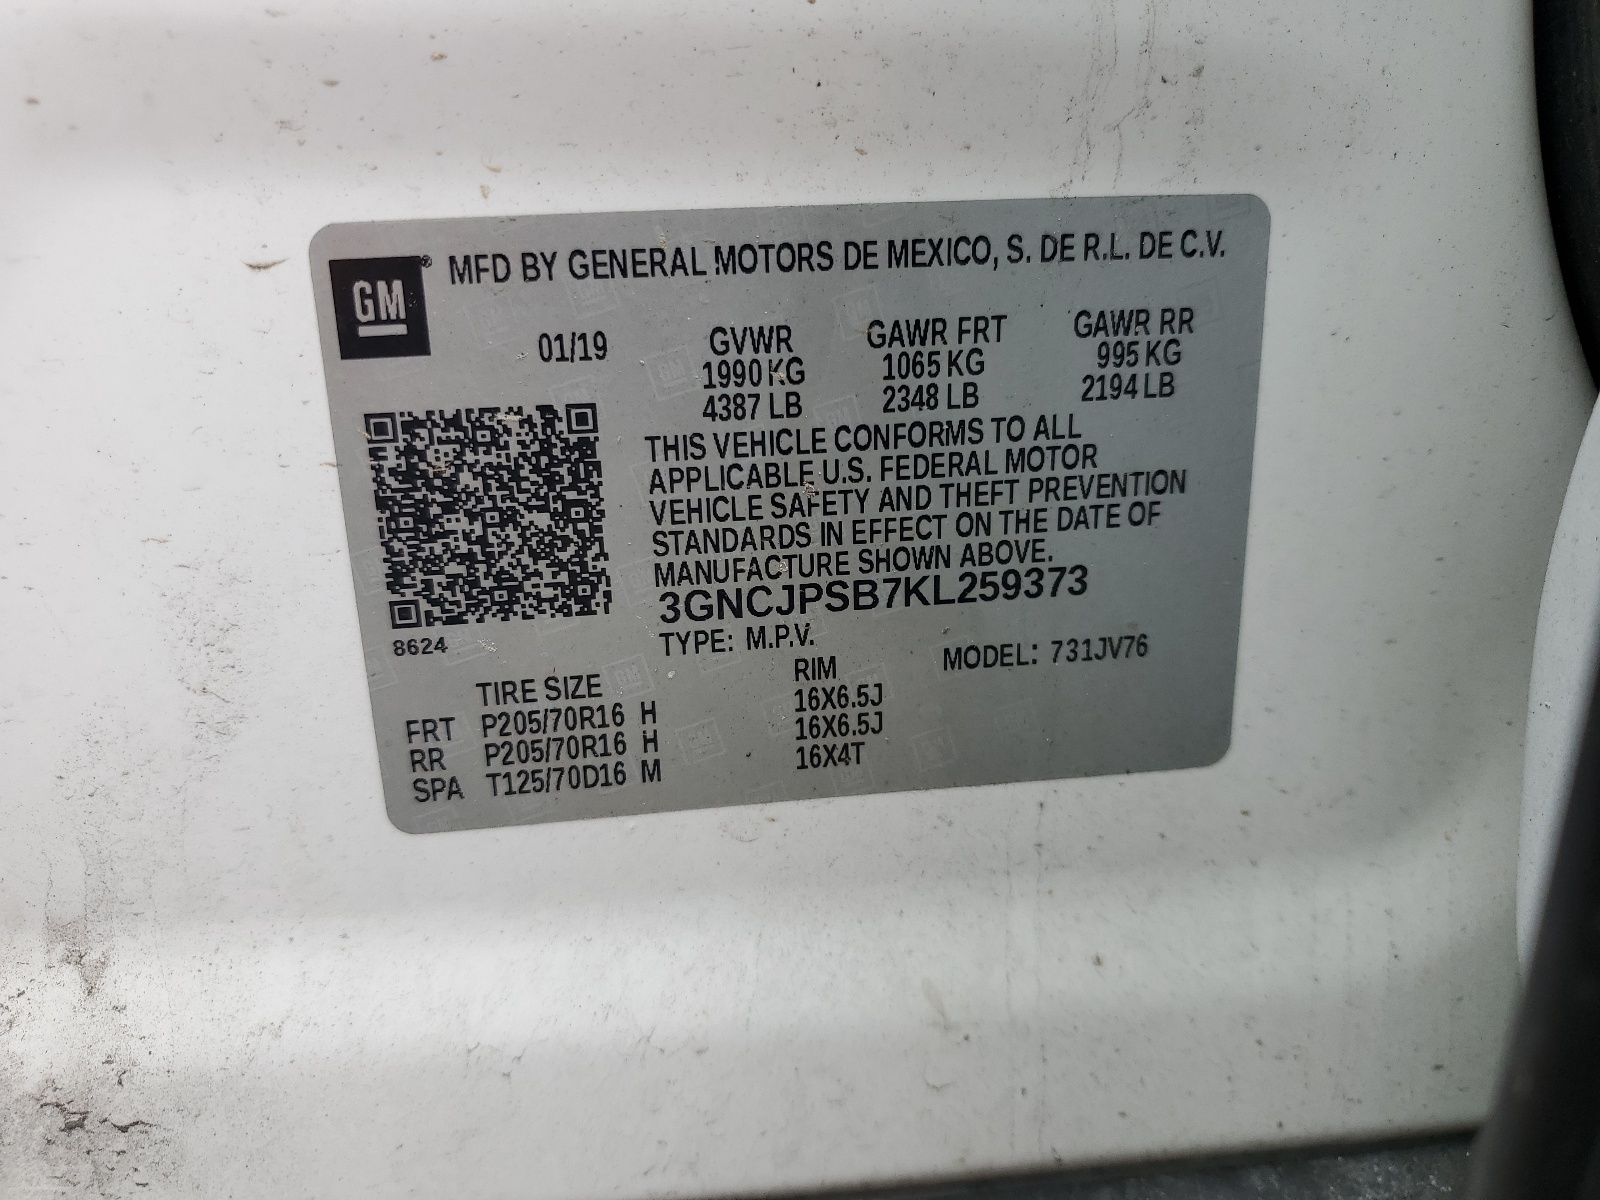 GM® MFD BY GENERAL MOTORS DE MEXICO, S. DE R.L. DE C.V.
01/19 GVWR GAWR FRT GAWR RR
1990 KG 1065 KG 995 KG
4387 LB 2348 LB 2194 LB
THIS VEHICLE CONFORMS TO ALL
APPLICABLE U.S. FEDERAL MOTOR
VEHICLE SAFETY AND THEFT PREVENTION
STANDARDS IN EFFECT ON THE DATE OF
MANUFACTURE SHOWN ABOVE.
3GNCJPSB7KL259373
8624 TYPE: M.P.V. MODEL: 731JV76
TIRE SIZE RIM
FRT P205/70R16 H 16X6.5J
RR P205/70R16 H 16X6.5J
SPA T125/70D16 M 16X4T